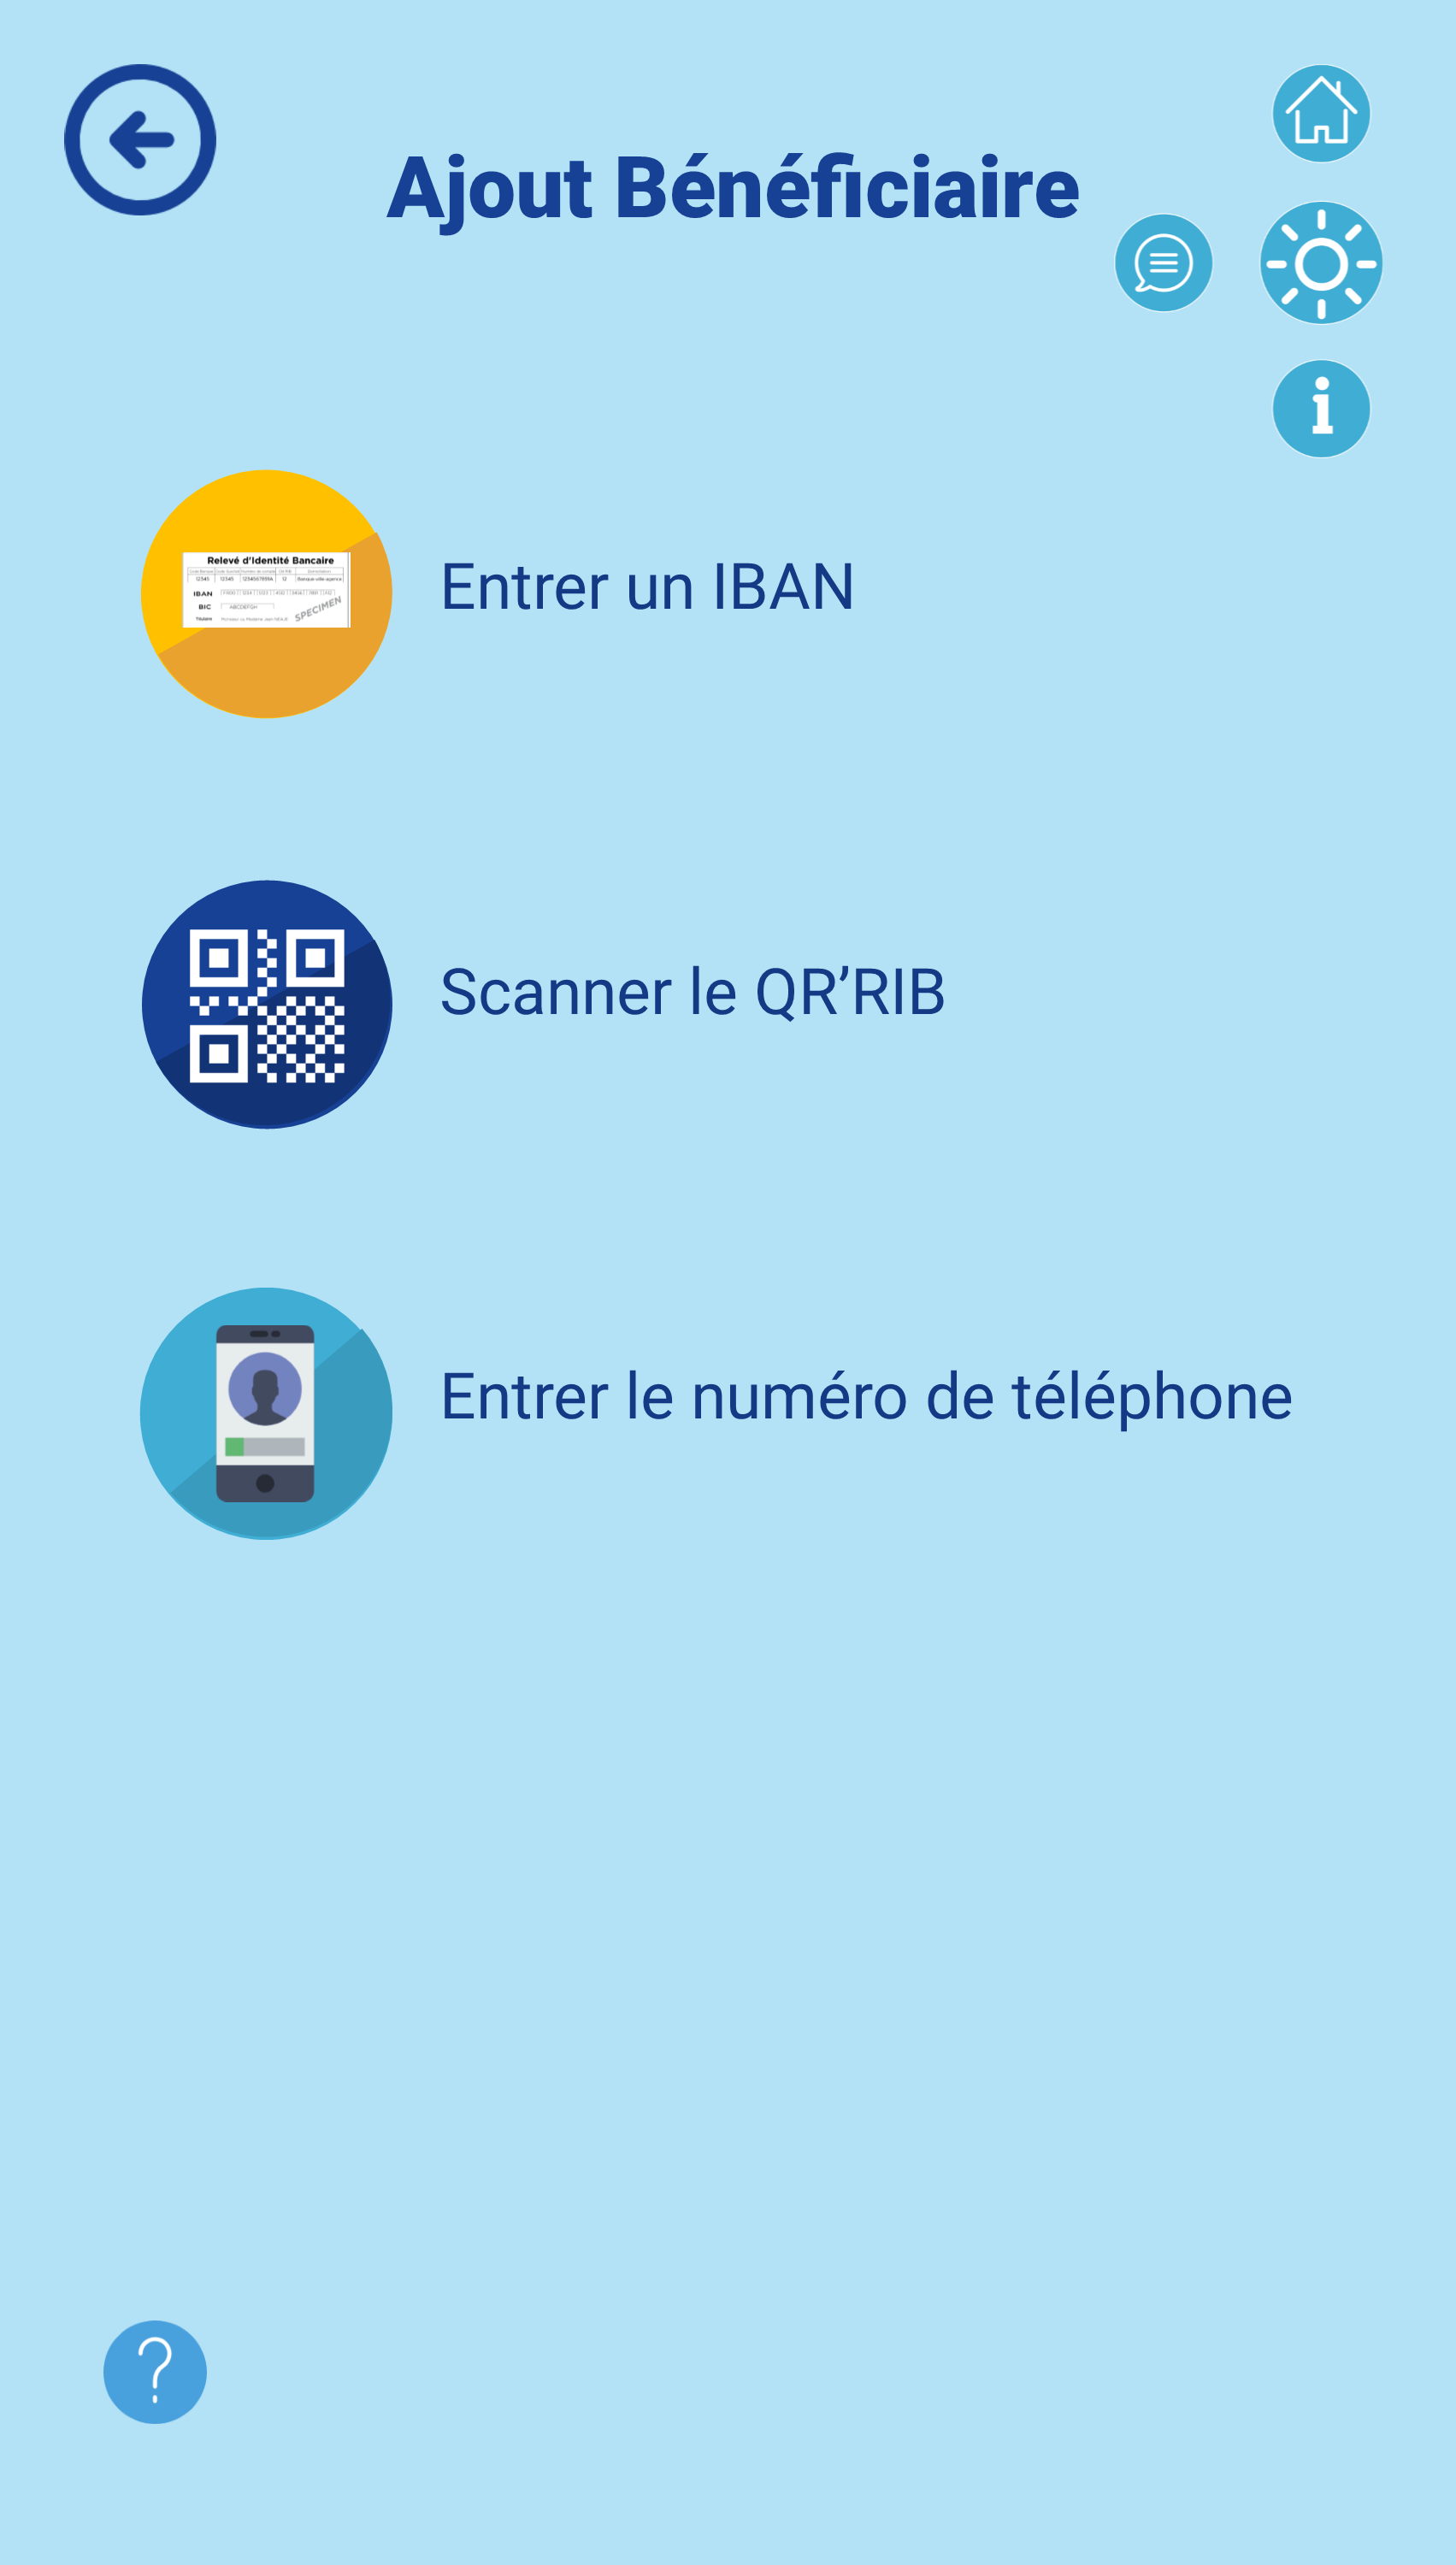 Ajout Bénéficiaire
Relevé d'Identité Bancaire
12345 12345 12 Banque ville agence
IBAN
BIC ABCDEFGH
SPECIMEN
Titulaire
Entrer un IBAN
Scanner le QR’RIB
Entrer le numéro de téléphone
?